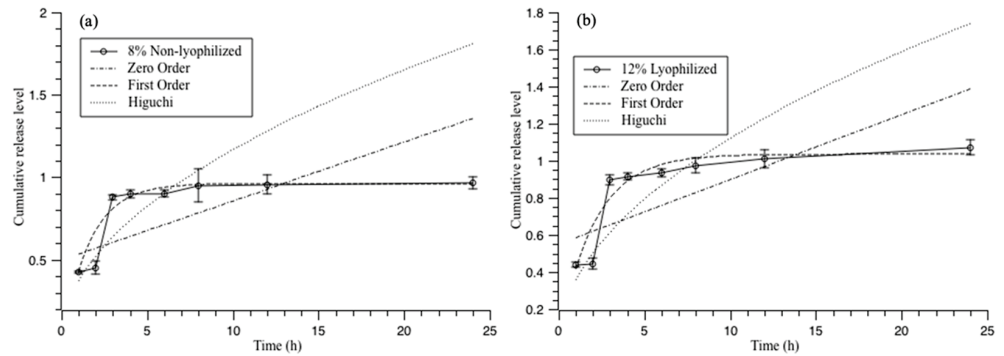 (a)
8% Non-lyophilized
Zero Order
First Order
Higuchi
2
1.5
1
0.5
Cumulative release level
0 5 10 15 20 25
Time (h)
(b)
12% Lyophilized
Zero Order
First Order
Higuchi
1.8
1.6
1.4
1.2
1
0.8
0.6
0.4
0.2
Cumulative release level
0 5 10 15 20 25
Time (h)